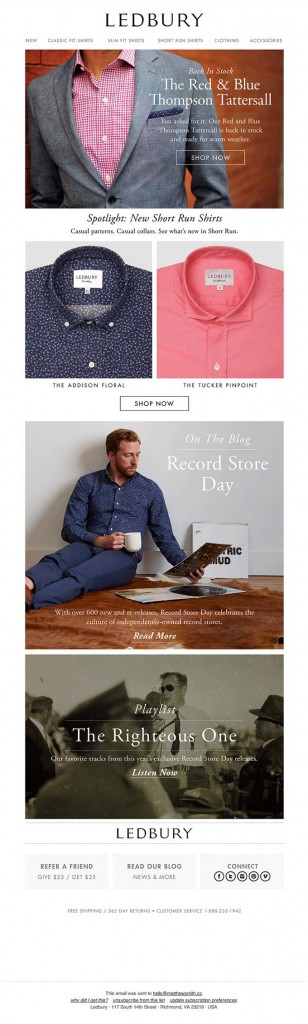 LEDBURY
NEW CLASSIC FIT SHIRTS SLIM FIT SHIRTS SHORT RUN SHIRTS CLOTHING ACCESSORIES
Back In Stock
The Red & Blue
Thompson Tattersall
You asked for it. Our Red and Blue
Thompson Tattersall is back in stock
and ready for warm weather.
SHOP NOW
Spotlight: New Short Run Shirts
Casual patterns. Casual collars. See what's new in Short Run.
LEDBURY
LEDBURY
THE ADDISON FLORAL THE TUCKER PINPOINT
SHOP NOW
On The Blog
Record Store
Day
TRIC
MUD
With over 600 new and re-releases, Record Store Day celebrates the
culture of independently-owned record stores.
Read More
Playlist
The Righteous One
Our favorite tracks from this year's exclusive Record Store Day releases.
Listen Now
LEDBURY
REFER A FRIEND
GIVE $25 / GET $25
READ OUR BLOG
NEWS & MORE
CONNECT
FREE SHIPPING / 365 DAY RETURNS • CUSTOMER SERVICE 1-888-233-1942
This email was sent to hello@matthewsmith.cc
why did I get this? unsubscribe from this list update subscription preferences
Ledbury · 117 South 14th Street · Richmond, VA 23219 · USA